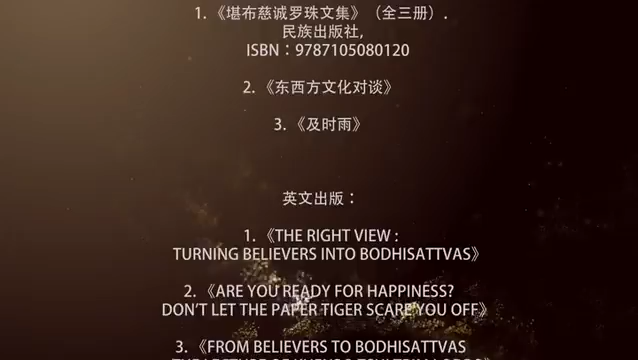 1. 《堪布慈诚罗珠文集》（全三册）.
民族出版社,
ISBN：9787105080120
2. 《东西方文化对谈》
3. 《及时雨》
英文出版：
1. 《THE RIGHT VIEW :
TURNING BELIEVERS INTO BODHISATTVAS》
2. 《ARE YOU READY FOR HAPPINESS?
DON'T LET THE PAPER TIGER SCARE YOU OFF》
3. 《FROM BELIEVERS TO BODHISATTVAS